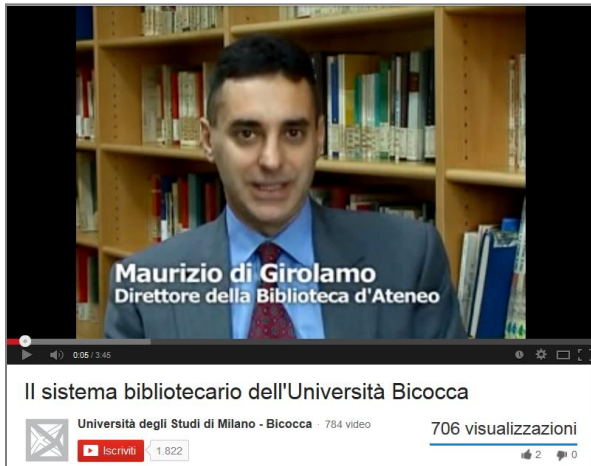 Maurizio di Girolamo
Direttore della Biblioteca d'Ateneo
0:05 / 3:45
Il sistema bibliotecario dell'Università Bicocca
Università degli Studi di Milano - Bicocca · 784 video
706 visualizzazioni
Iscriviti 1.822
2 0